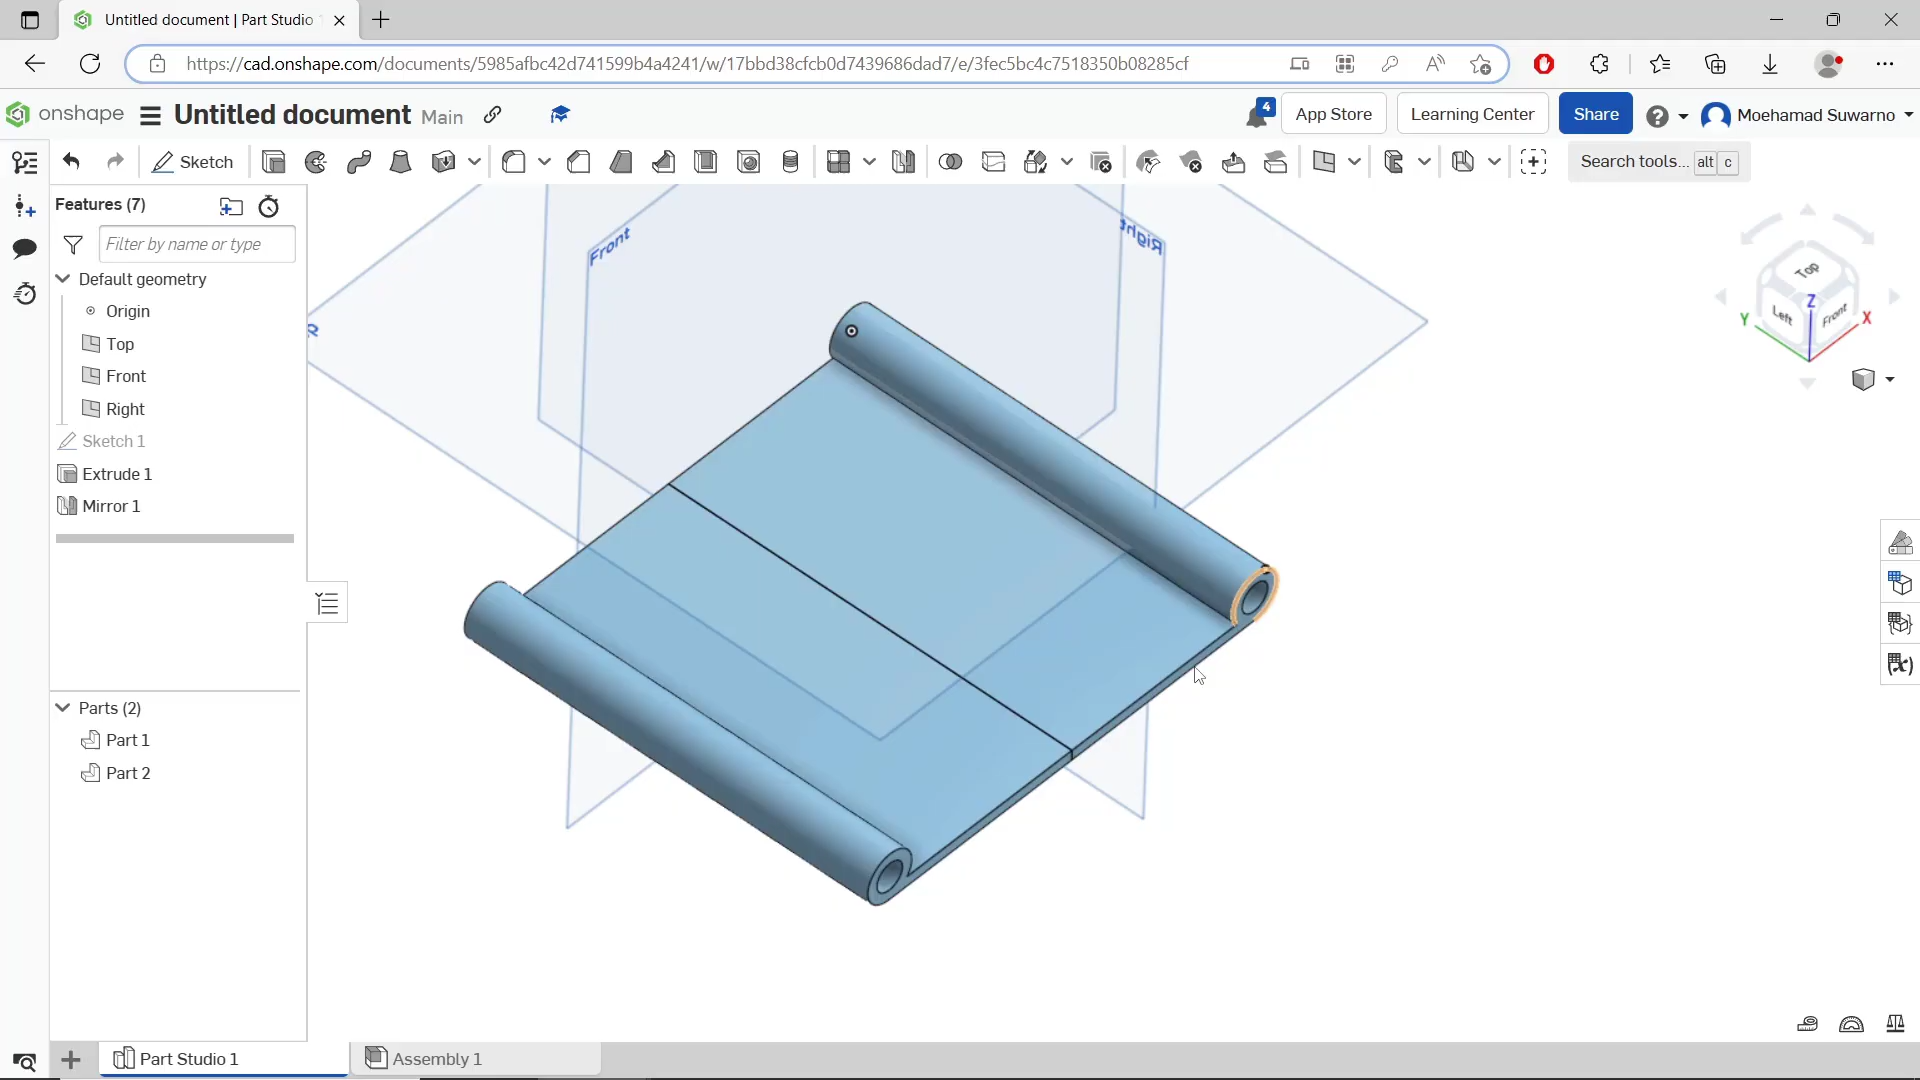 Untitled document | Part Studio 1
https://cad.onshape.com/documents/5985afbc42d741599b4a4241/w/17bbd38cfcb0d7439686dad7/e/3fec5bc4c7518350b08285cf
onshape
Untitled document Main
4
App Store
Learning Center
Share
Moehamad Suwarno
Sketch
Search tools... alt c
Features (7)
Filter by name or type
Default geometry
Origin
Top
Front
Right
Sketch 1
Extrude 1
Mirror 1
Parts (2)
Part 1
Part 2
Front
Right
Top
Left
Front
Z
Y
X
Part Studio 1
Assembly 1